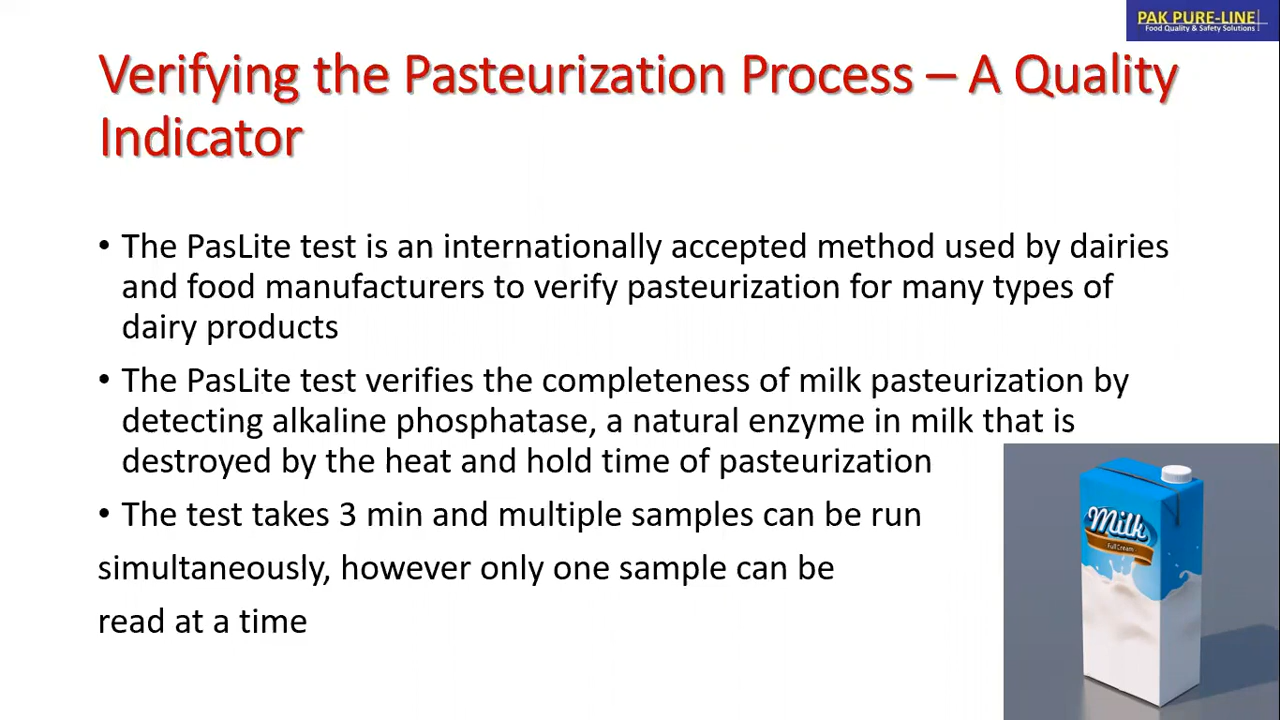 PAK PURE-LINE
Food Quality & Safety Solutions
Verifying the Pasteurization Process – A Quality
Indicator
• The PasLite test is an internationally accepted method used by dairies
and food manufacturers to verify pasteurization for many types of
dairy products
• The PasLite test verifies the completeness of milk pasteurization by
detecting alkaline phosphatase, a natural enzyme in milk that is
destroyed by the heat and hold time of pasteurization
• The test takes 3 min and multiple samples can be run
simultaneously, however only one sample can be
read at a time
Milk
Full Cream